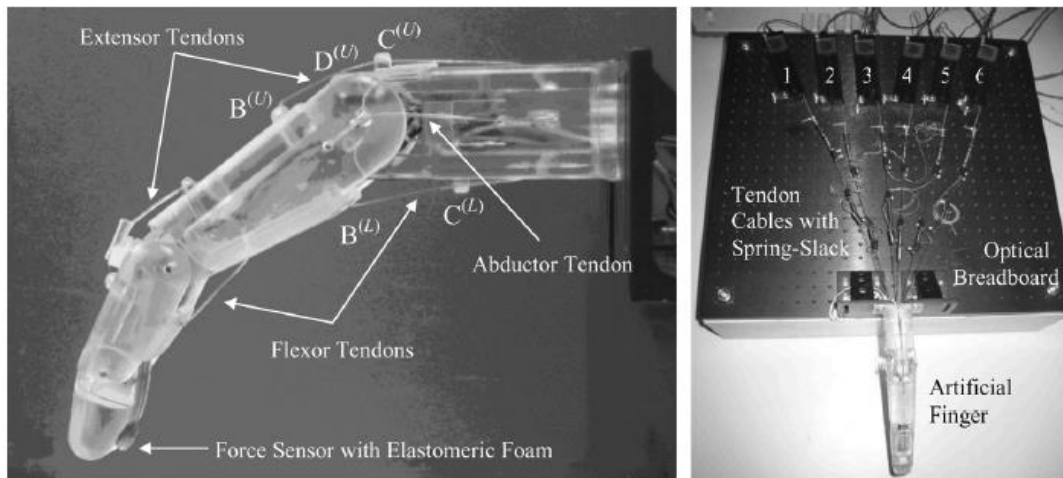 Extensor Tendons
C(U)
D(U)
B(U)
B(L)
C(L)
Abductor Tendon
Flexor Tendons
Force Sensor with Elastomeric Foam
1 2 3 4 5 6
Tendon
Cables with
Spring-Slack
Optical
Breadboard
Artificial
Finger